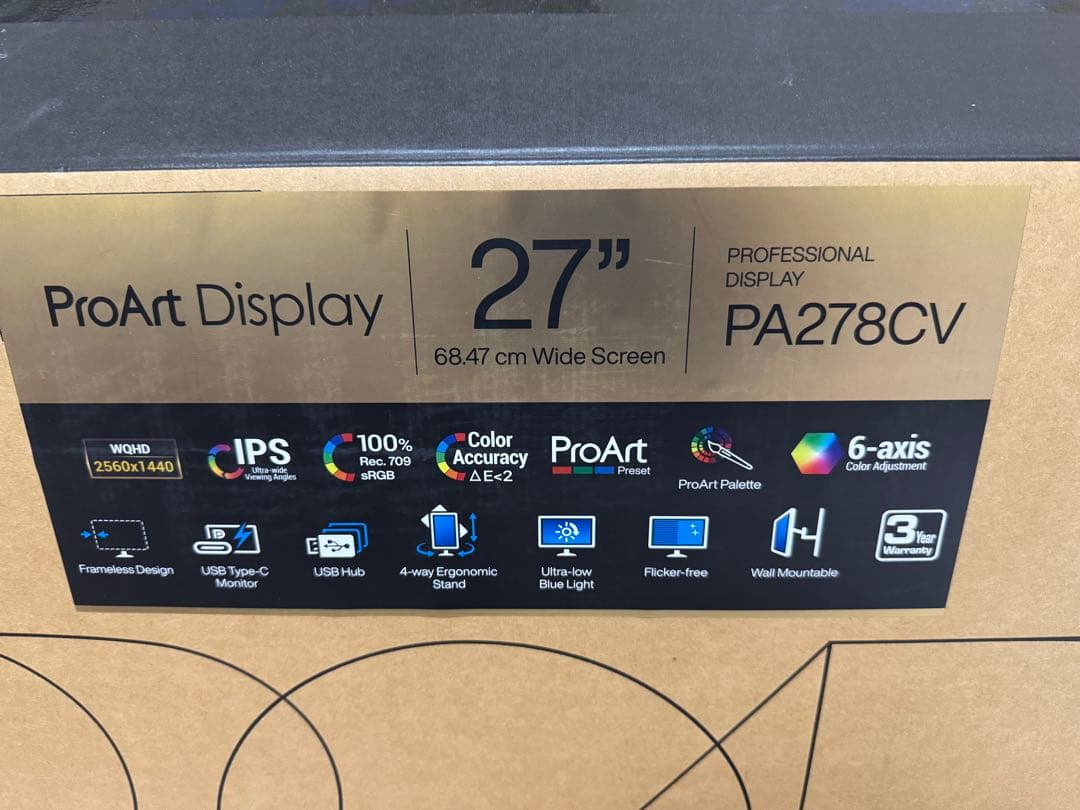 ProArt Display
27”
68.47 cm Wide Screen
PROFESSIONAL
DISPLAY
PA278CV
WQHD
2560x1440
IPS
Ultra-wide
Viewing Angles
100%
Rec. 709
sRGB
Color
Accuracy
ΔE<2
ProArt
Preset
ProArt Palette
6-axis
Color Adjustment
Frameless Design
USB Type-C
Monitor
USB Hub
4-way Ergonomic
Stand
Ultra-low
Blue Light
Flicker-free
Wall Mountable
3 Year
Warranty